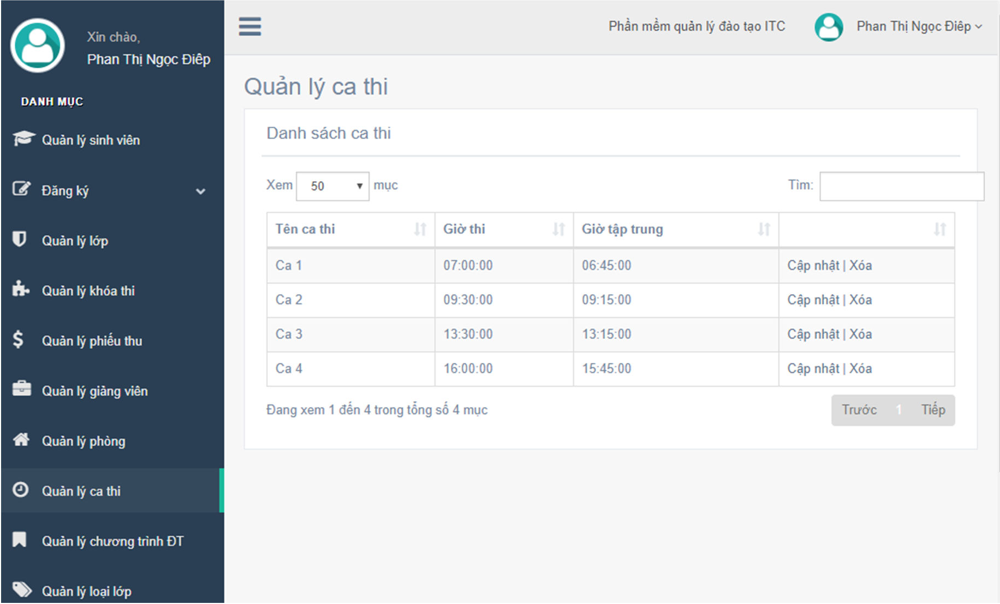 Xin chào,
Phan Thị Ngọc Điêp
DANH MỤC
Quản lý sinh viên
Đăng ký
Quản lý lớp
Quản lý khóa thi
Quản lý phiếu thu
Quản lý giảng viên
Quản lý phòng
Quản lý ca thi
Quản lý chương trình ĐT
Quản lý loại lớp
Phần mềm quản lý đào tạo ITC
Phan Thị Ngọc Điêp
Quản lý ca thi
Danh sách ca thi
Xem 50 mục
Tìm:
Tên ca thi Giờ thi Giờ tập trung
Ca 1 07:00:00 06:45:00 Cập nhật | Xóa
Ca 2 09:30:00 09:15:00 Cập nhật | Xóa
Ca 3 13:30:00 13:15:00 Cập nhật | Xóa
Ca 4 16:00:00 15:45:00 Cập nhật | Xóa
Đang xem 1 đến 4 trong tổng số 4 mục
Trước 1 Tiếp